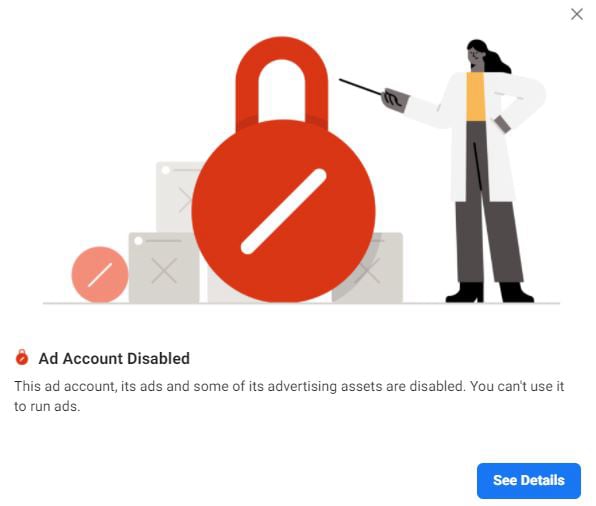 Ad Account Disabled
This ad account, its ads and some of its advertising assets are disabled. You can't use it
to run ads.
See Details